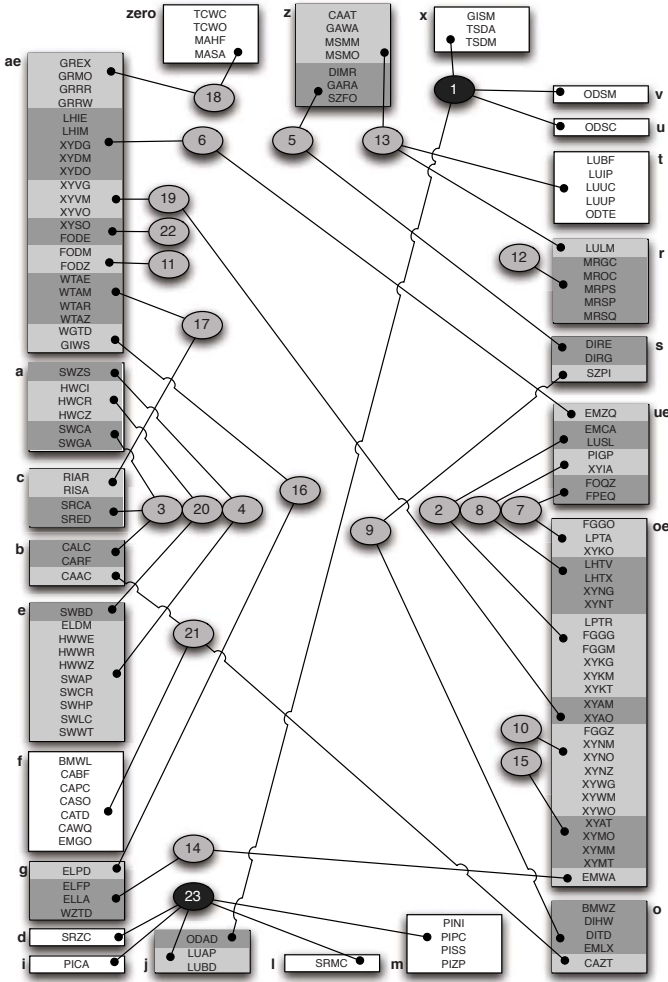 zero
TCWC
TCWO
MAHF
MASA
z
CAAT
GAWA
MSMM
MSMO
DIMR
GARA
SZFO
x
GISM
TSDA
TSDM
ae
GREX
GRMO
GRRR
GRRW
LHIE
LHIM
XYDG
XYDM
XYDO
XYVG
XYVM
XYVO
XYSO
FODE
FODM
FODZ
WTAE
WTAM
WTAR
WTAZ
WGTD
GIWS
18
6
5
13
1
19
22
11
17
12
ODSM
v
ODSC
u
t
LUBF
LUIP
LUUC
LUUP
ODTE
r
LULM
MRGC
MROC
MRPS
MRSP
MRSQ
s
DIRE
DIRG
SZPI
a
SWZS
HWCI
HWCR
HWCZ
SWCA
SWGA
c
RIAR
RISA
SRCA
SRED
3
20
4
16
9
2
8
7
ue
EMZQ
EMCA
LUSL
PIGP
XYIA
FOQZ
FPEQ
b
CALC
CARF
CAAC
e
SWBD
ELDM
HWWE
HWWR
HWWZ
SWAP
SWCR
SWHP
SWLC
SWWT
21
oe
FGGO
LPTA
XYKO
LHTV
LHTX
XYNG
XYNT
LPTR
FGGG
FGGM
XYKG
XYKM
XYKT
XYAM
XYAO
FGGZ
XYNM
XYNO
XYNZ
XYWG
XYWM
XYWO
XYAT
XYMO
XYMM
XYMT
EMWA
10
15
f
BMWL
CABF
CAPC
CASO
CATD
CAWQ
EMGO
g
ELPD
ELFP
ELLA
WZTD
14
23
d
SRZC
i
PICA
j
ODAD
LUAP
LUBD
l
SRMC
m
PINI
PIPC
PISS
PIZP
o
BMWZ
DIHW
DITD
EMLX
CAZT